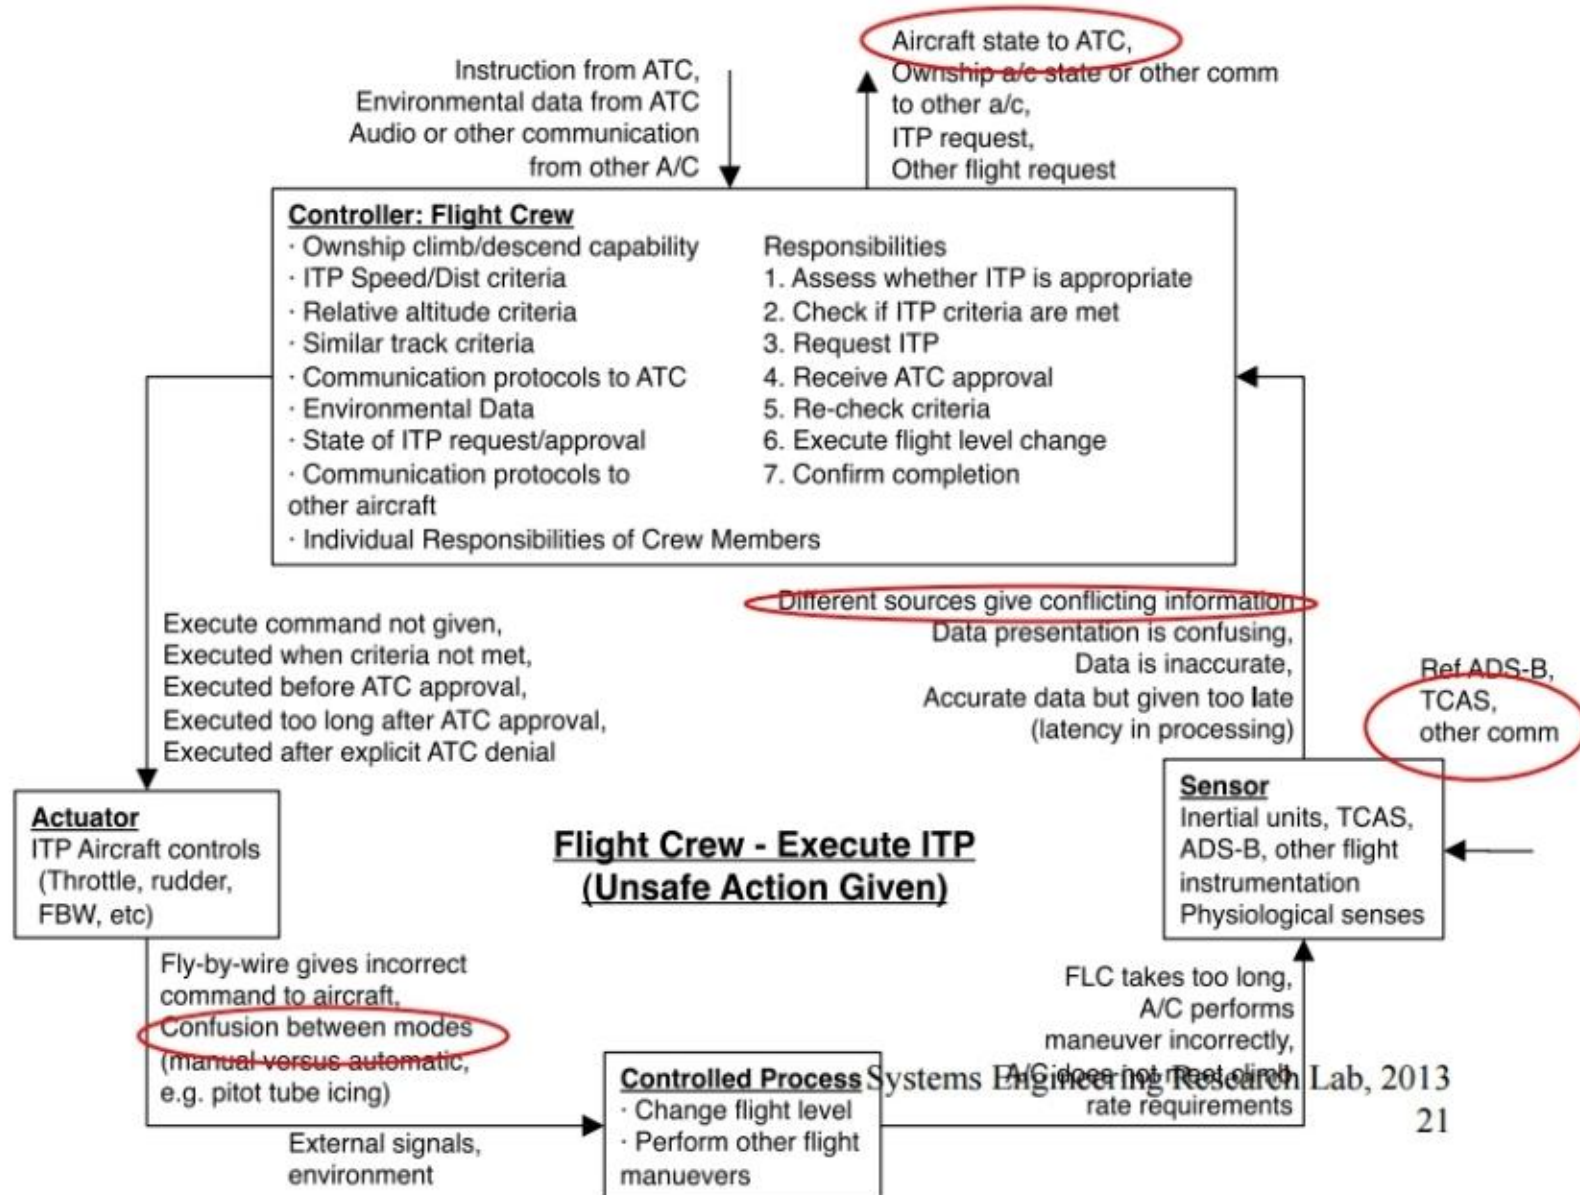 Instruction from ATC,
Environmental data from ATC
Audio or other communication
from other A/C
Aircraft state to ATC,
Ownship a/c state or other comm
to other a/c,
ITP request,
Other flight request
Controller: Flight Crew
· Ownship climb/descend capability
· ITP Speed/Dist criteria
· Relative altitude criteria
· Similar track criteria
· Communication protocols to ATC
· Environmental Data
· State of ITP request/approval
· Communication protocols to
other aircraft
· Individual Responsibilities of Crew Members
Responsibilities
1. Assess whether ITP is appropriate
2. Check if ITP criteria are met
3. Request ITP
4. Receive ATC approval
5. Re-check criteria
6. Execute flight level change
7. Confirm completion
Execute command not given,
Executed when criteria not met,
Executed before ATC approval,
Executed too long after ATC approval,
Executed after explicit ATC denial
Different sources give conflicting information
Data presentation is confusing,
Data is inaccurate,
Accurate data but given too late
(latency in processing)
Ref ADS-B,
TCAS,
other comm
Actuator
ITP Aircraft controls
(Throttle, rudder,
FBW, etc)
Flight Crew - Execute ITP
(Unsafe Action Given)
Sensor
Inertial units, TCAS,
ADS-B, other flight
instrumentation
Physiological senses
Fly-by-wire gives incorrect
command to aircraft,
Confusion between modes
(manual versus automatic,
e.g. pitot tube icing)
External signals,
environment
Controlled Process
· Change flight level
· Perform other flight
manuevers
FLC takes too long,
A/C performs
maneuver incorrectly,
A/C does not meet climb
rate requirements
Systems Engineering Research Lab, 2013
21